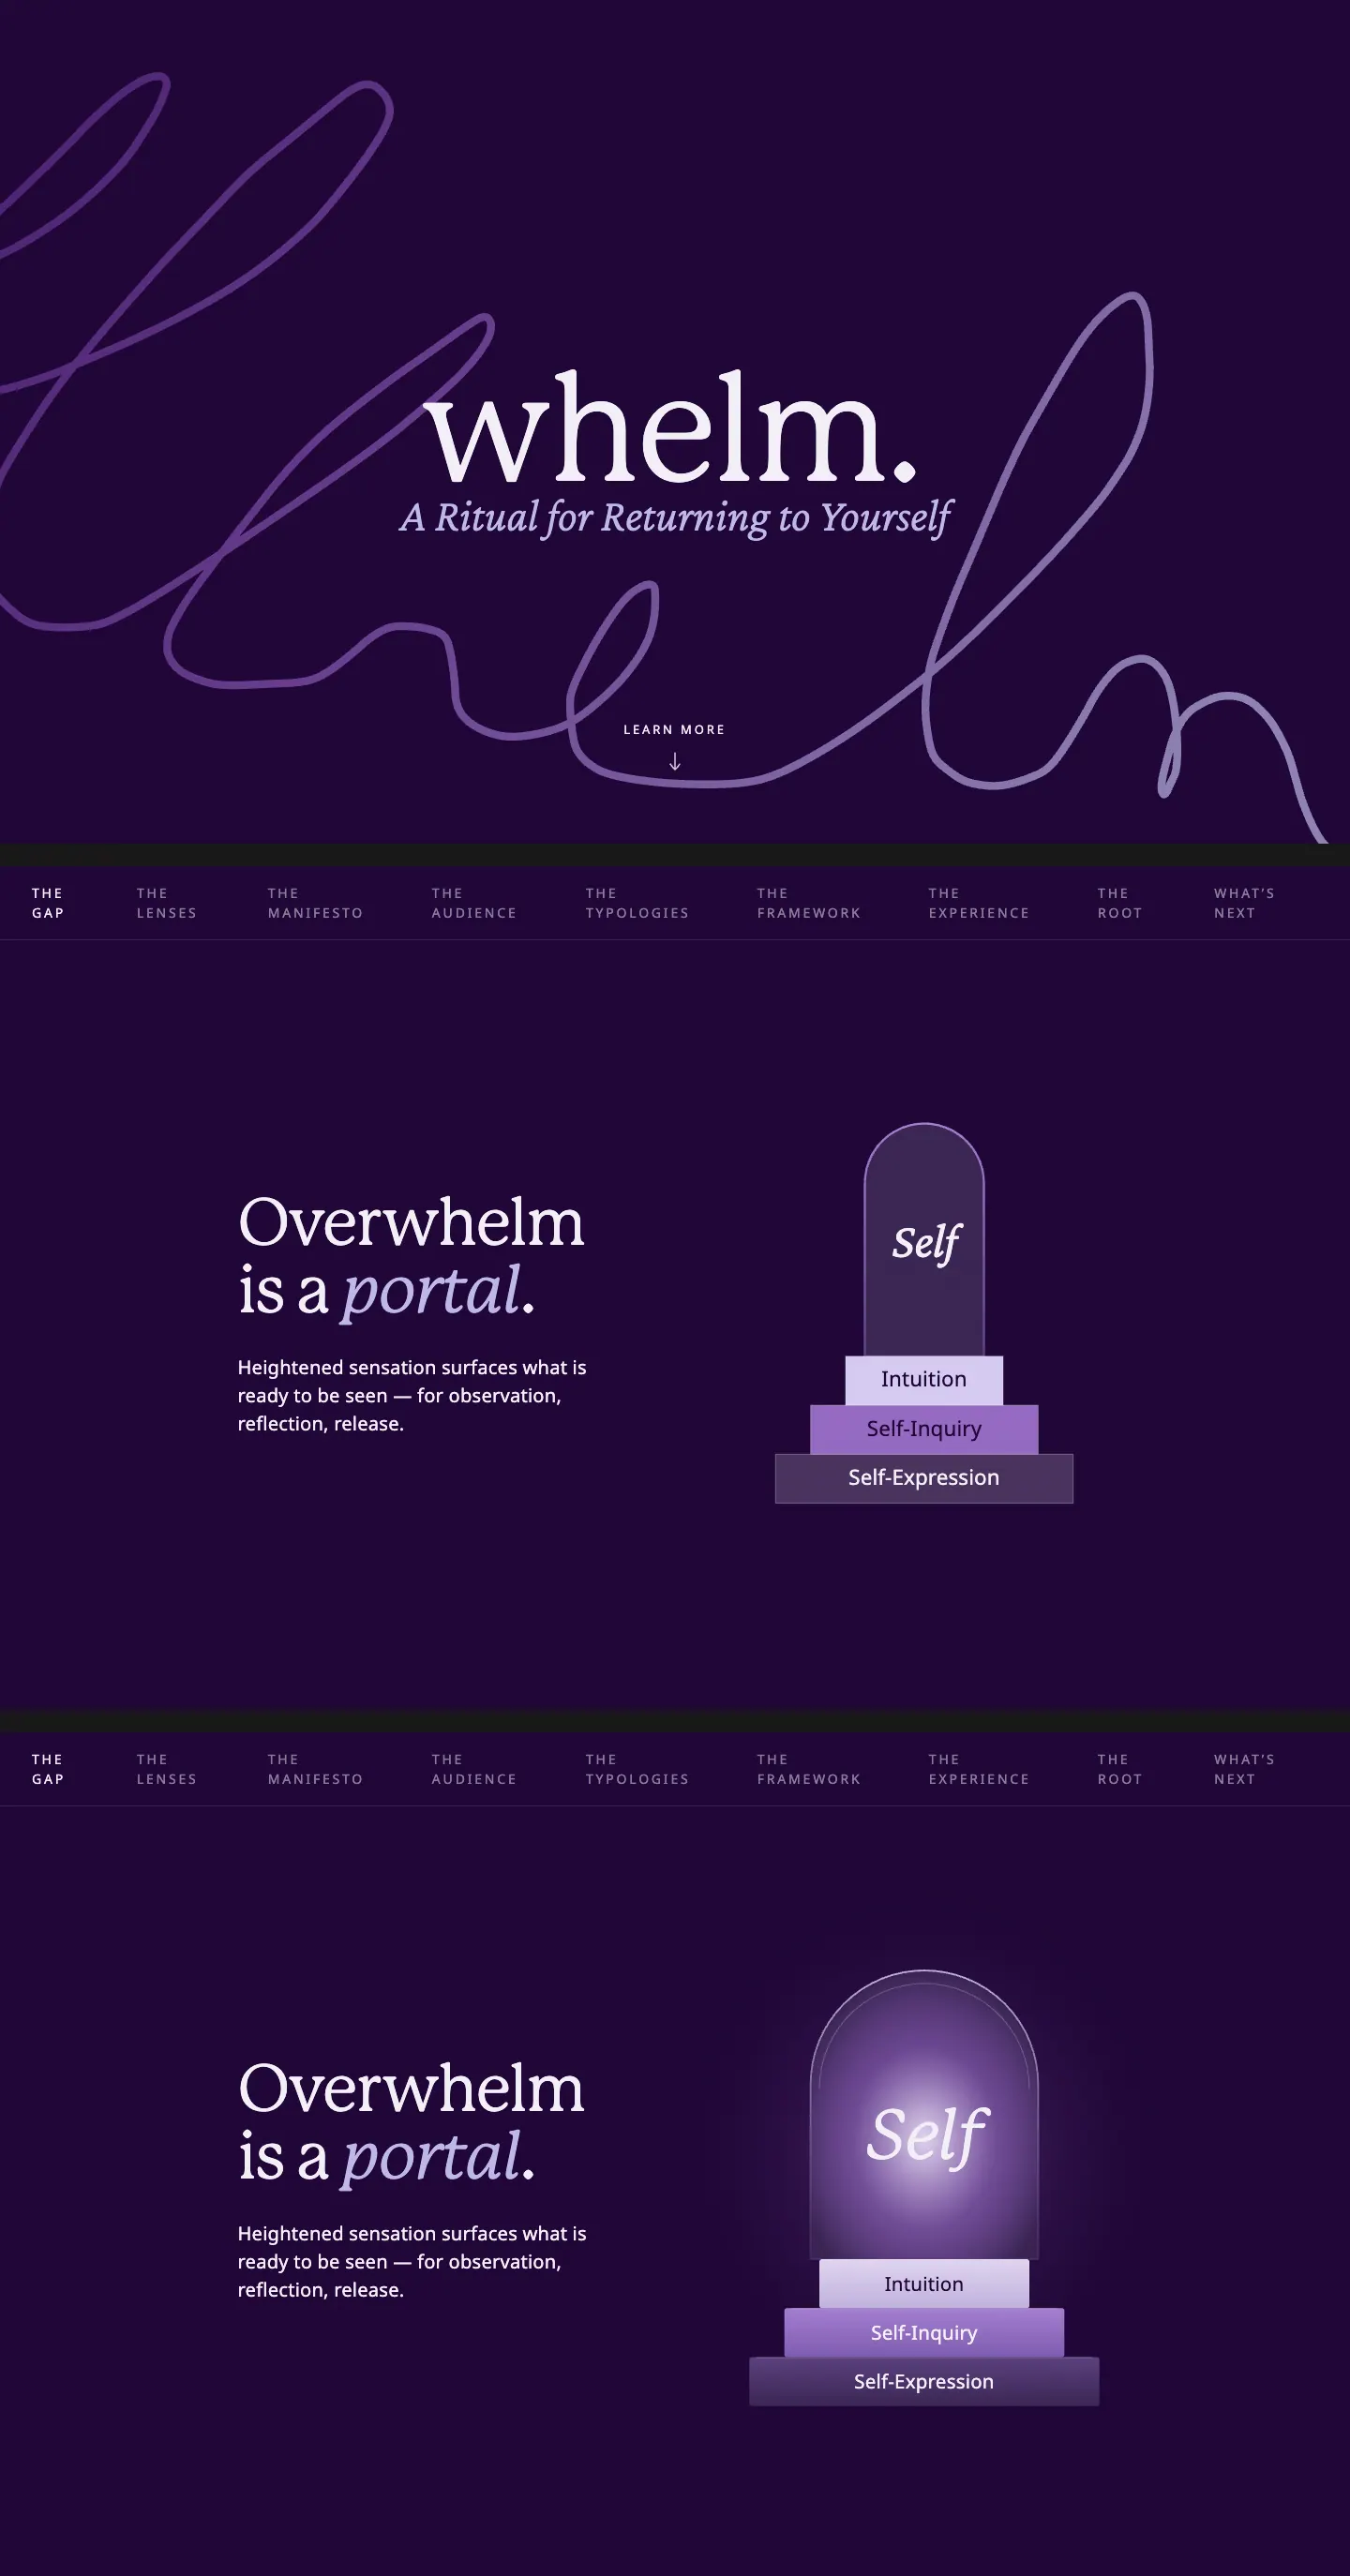 whelm.
A Ritual for Returning to Yourself
LEARN MORE
THE GAP
THE LENSES
THE MANIFESTO
THE AUDIENCE
THE TYPOLOGIES
THE FRAMEWORK
THE EXPERIENCE
THE ROOT
WHAT'S NEXT
Overwhelm
is a portal.
Heightened sensation surfaces what is
ready to be seen — for observation,
reflection, release.
Self
Intuition
Self-Inquiry
Self-Expression
THE GAP
THE LENSES
THE MANIFESTO
THE AUDIENCE
THE TYPOLOGIES
THE FRAMEWORK
THE EXPERIENCE
THE ROOT
WHAT'S NEXT
Overwhelm
is a portal.
Heightened sensation surfaces what is
ready to be seen — for observation,
reflection, release.
Self
Intuition
Self-Inquiry
Self-Expression